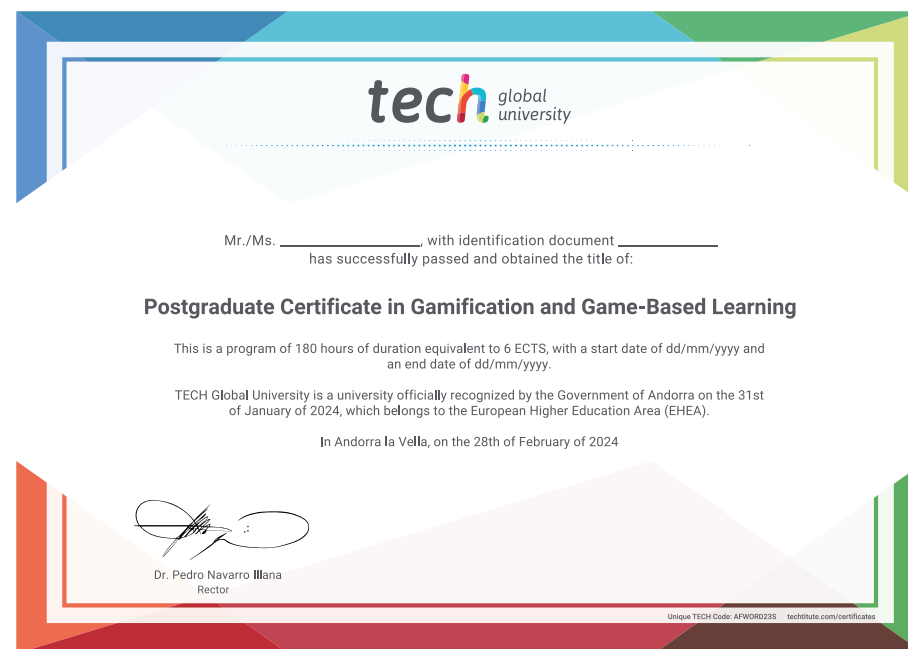 tech global university
Mr./Ms. ____________________, with identification document ______________
has successfully passed and obtained the title of:
Postgraduate Certificate in Gamification and Game-Based Learning
This is a program of 180 hours of duration equivalent to 6 ECTS, with a start date of dd/mm/yyyy and
an end date of dd/mm/yyyy.
TECH Global University is a university officially recognized by the Government of Andorra on the 31st
of January of 2024, which belongs to the European Higher Education Area (EHEA).
In Andorra la Vella, on the 28th of February of 2024
Dr. Pedro Navarro Illana
Rector
Unique TECH Code: AFWORD23S techtitute.com/certificates